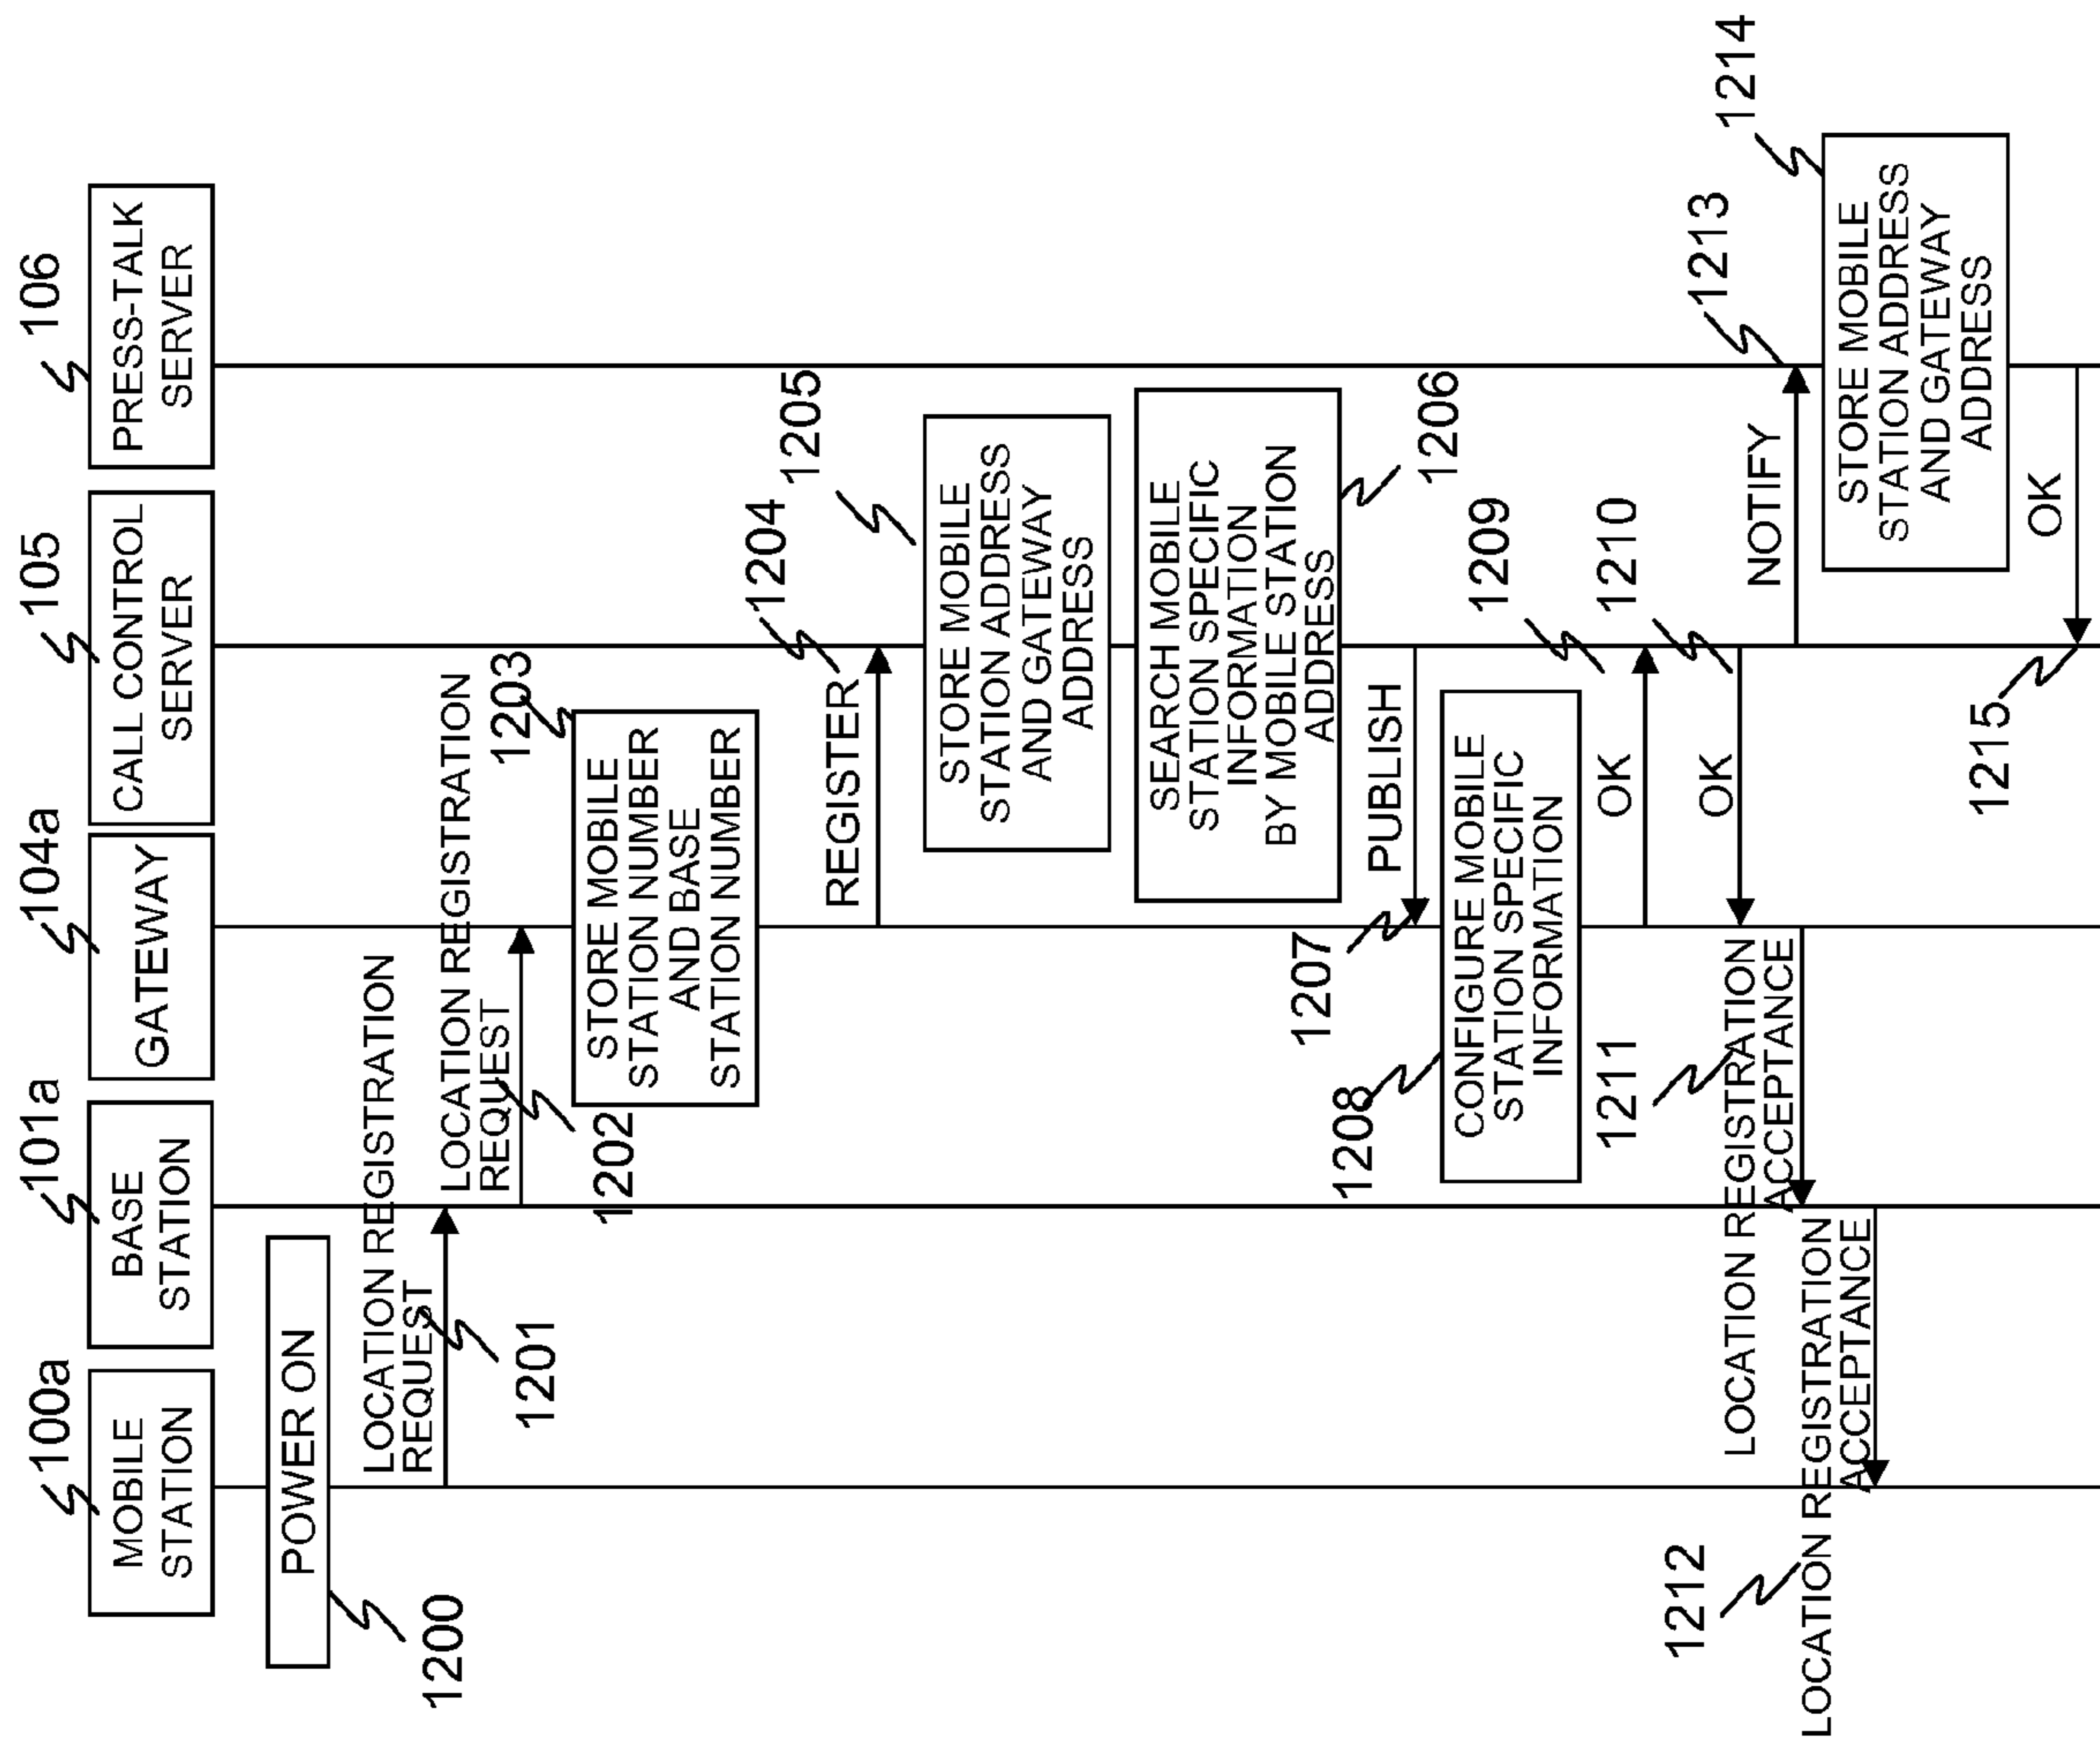 100a
101a
104a
105
106
MOBILE
STATION
BASE
STATION
GATEWAY
CALL CONTROL
SERVER
PRESS-TALK
SERVER
POWER ON
1200
LOCATION REGISTRATION
REQUEST
1201
LOCATION REGISTRATION
REQUEST
1202
1203
STORE MOBILE
STATION NUMBER
AND BASE
STATION NUMBER
REGISTER
1204
1205
STORE MOBILE
STATION ADDRESS
AND GATEWAY
ADDRESS
SEARCH MOBILE
STATION SPECIFIC
INFORMATION
BY MOBILE STATION
ADDRESS
1206
PUBLISH
1207
1208
CONFIGURE MOBILE
STATION SPECIFIC
INFORMATION
1209
OK
1210
OK
1211
LOCATION REGISTRATION
ACCEPTANCE
1212
LOCATION REGISTRATION
ACCEPTANCE
NOTIFY
1213
1214
STORE MOBILE
STATION ADDRESS
AND GATEWAY
ADDRESS
OK
1215